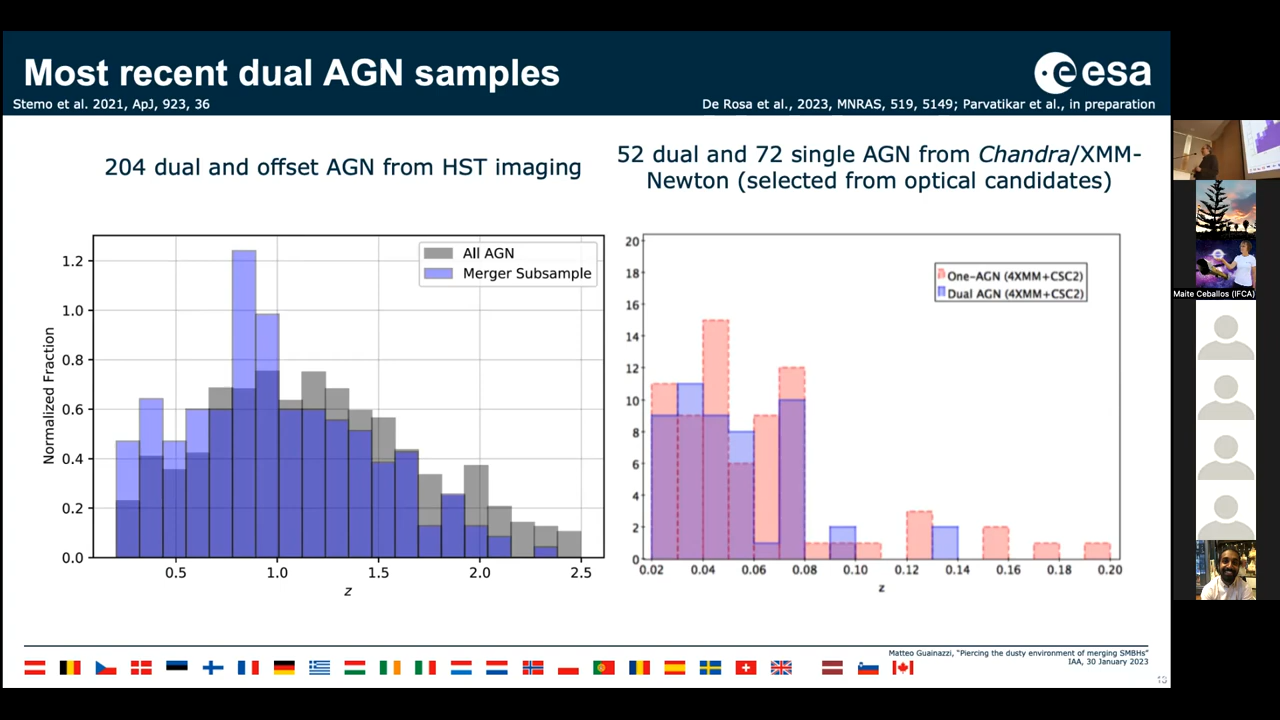 Most recent dual AGN samples
esa
Stemo et al. 2021, ApJ, 923, 36
De Rosa et al., 2023, MNRAS, 519, 5149; Parvatikar et al., in preparation
204 dual and offset AGN from HST imaging
52 dual and 72 single AGN from Chandra/XMM-
Newton (selected from optical candidates)
All AGN
Merger Subsample
Normalized Fraction
1.2
1.0
0.8
0.6
0.4
0.2
0.0
0.5
1.0
1.5
2.0
2.5
z
One-AGN (4XMM+CSC2)
Dual AGN (4XMM+CSC2)
20
18
16
14
12
10
8
6
4
2
0
0.02
0.04
0.06
0.08
0.10
0.12
0.14
0.16
0.18
0.20
z
Maite Ceballos (IFCA)
Matteo Guainazzi, "Piercing the dusty environment of merging SMBHs"
IAA, 30 January 2023